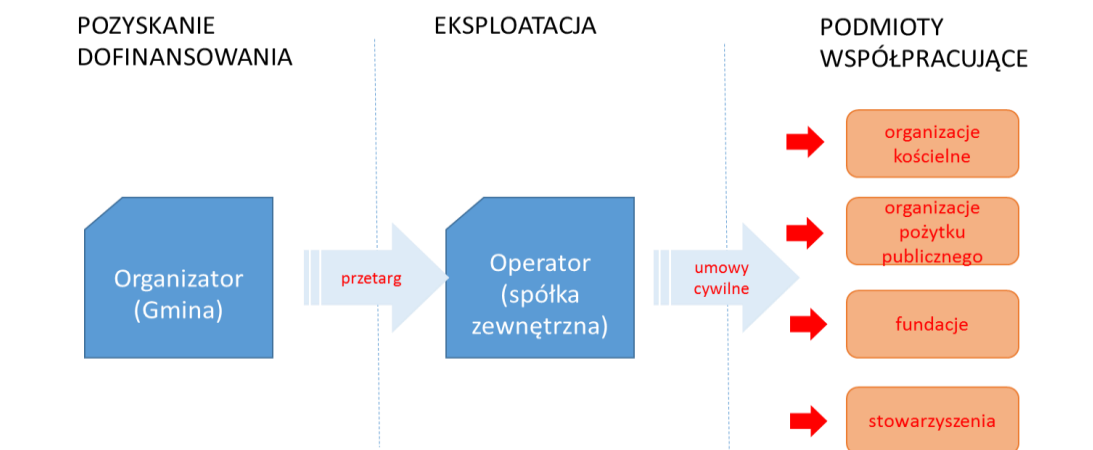 POZYSKANIE
DOFINANSOWANIA
EKSPLOATACJA
PODMIOTY
WSPÓŁPRACUJĄCE
Organizator
(Gmina)
przetarg
Operator
(spółka
zewnętrzna)
umowy
cywilne
organizacje
kościelne
organizacje
pożytku
publicznego
fundacje
stowarzyszenia